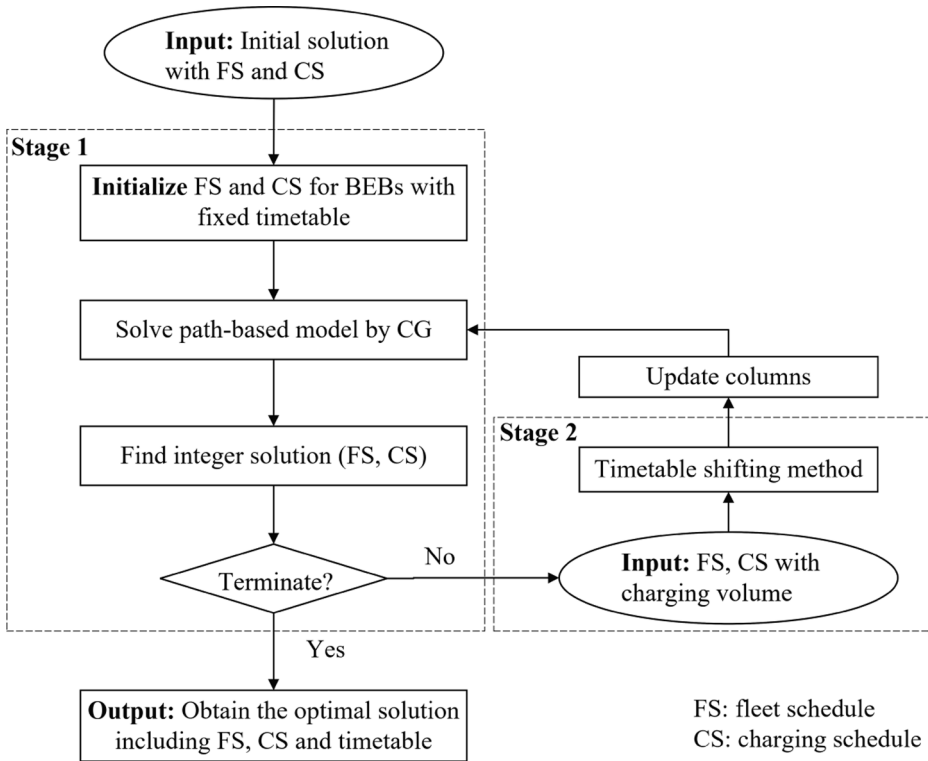 Input: Initial solution
with FS and CS
Stage 1
Initialize FS and CS for BEBs with
fixed timetable
Solve path-based model by CG
Find integer solution (FS, CS)
Terminate?
No
Yes
Output: Obtain the optimal solution
including FS, CS and timetable
Update columns
Stage 2
Timetable shifting method
Input: FS, CS with
charging volume
FS: fleet schedule
CS: charging schedule